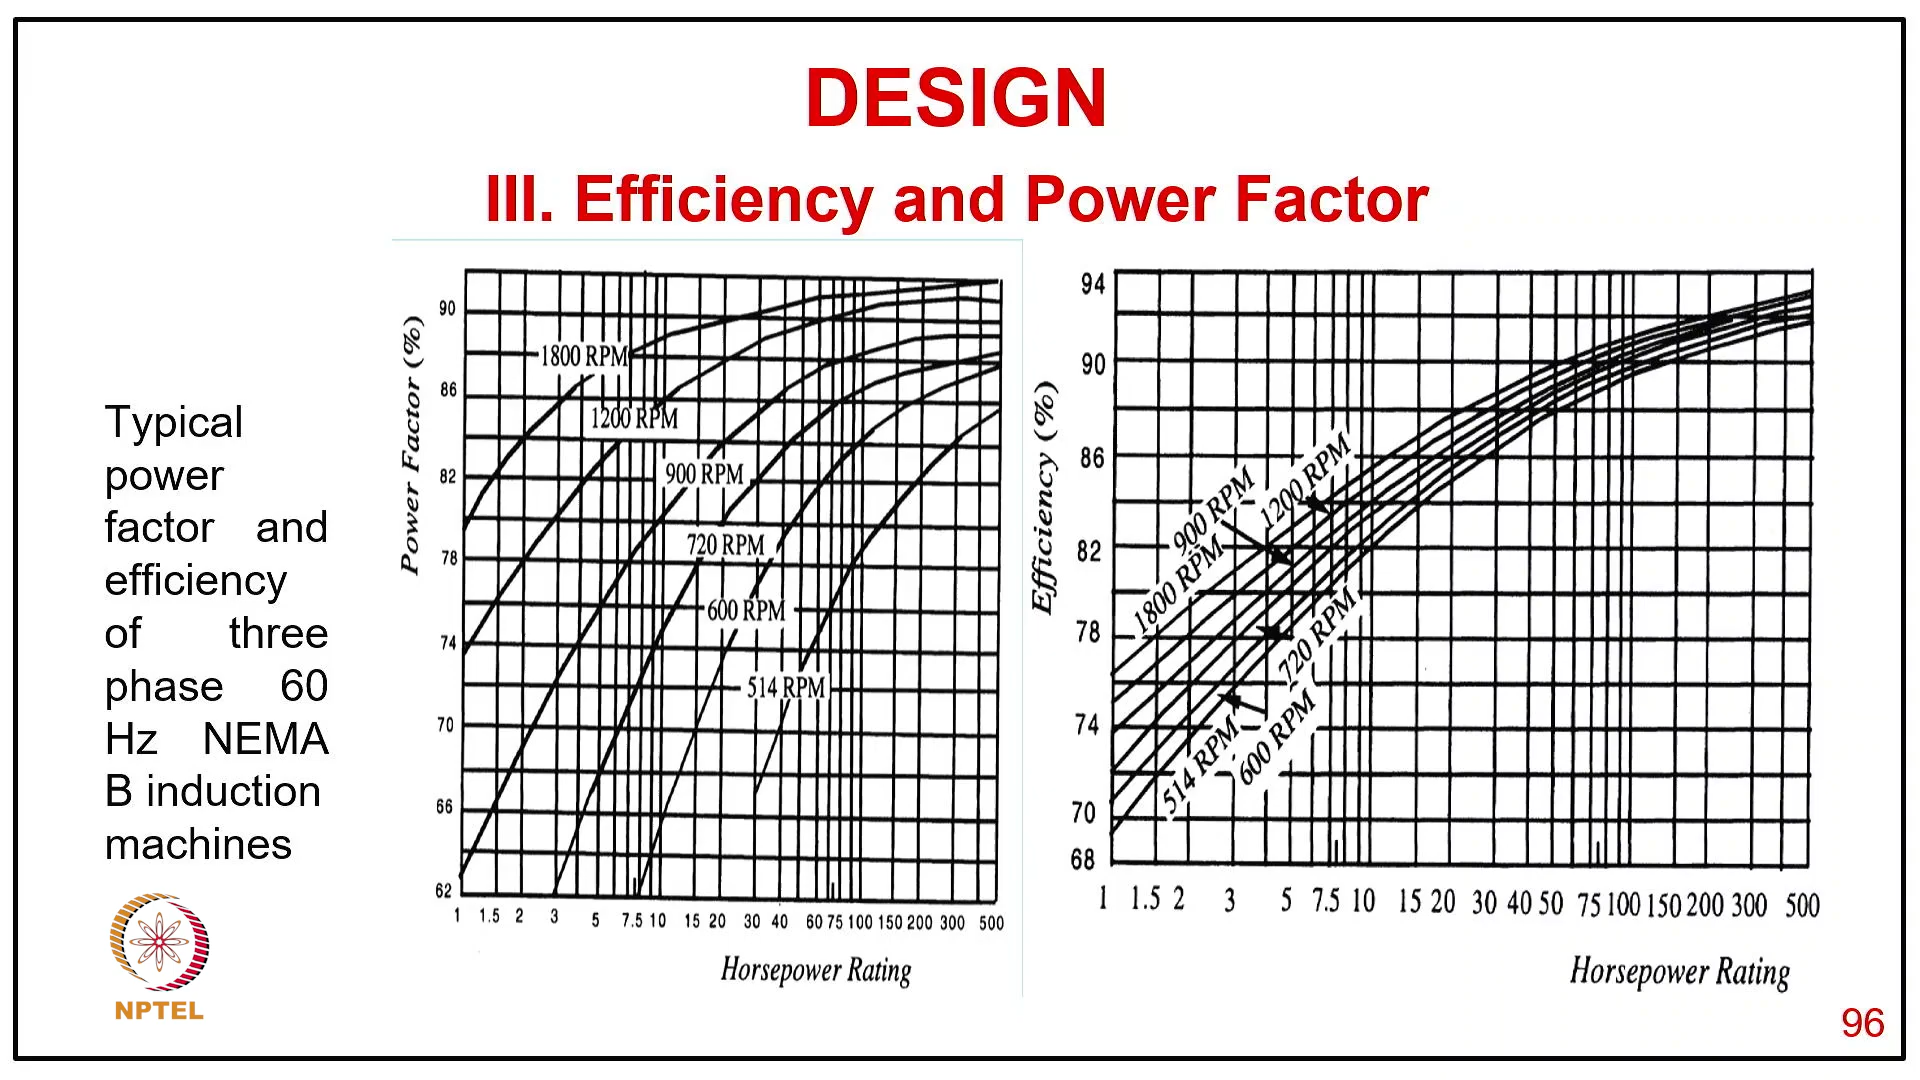 DESIGN
III. Efficiency and Power Factor
Typical
power
factor and
efficiency
of three
phase 60
Hz NEMA
B induction
machines
NPTEL
Power Factor (%)
90
86
82
78
74
70
66
62
1800 RPM
1200 RPM
900 RPM
720 RPM
600 RPM
514 RPM
1 1.5 2 3 5 7.5 10 15 20 30 40 60 75 100 150 200 300 500
Horsepower Rating
Efficiency (%)
94
90
86
82
78
74
70
68
1200 RPM
900 RPM
1800 RPM
720 RPM
600 RPM
514 RPM
1 1.5 2 3 5 7.5 10 15 20 30 40 50 75 100 150 200 300 500
Horsepower Rating
96